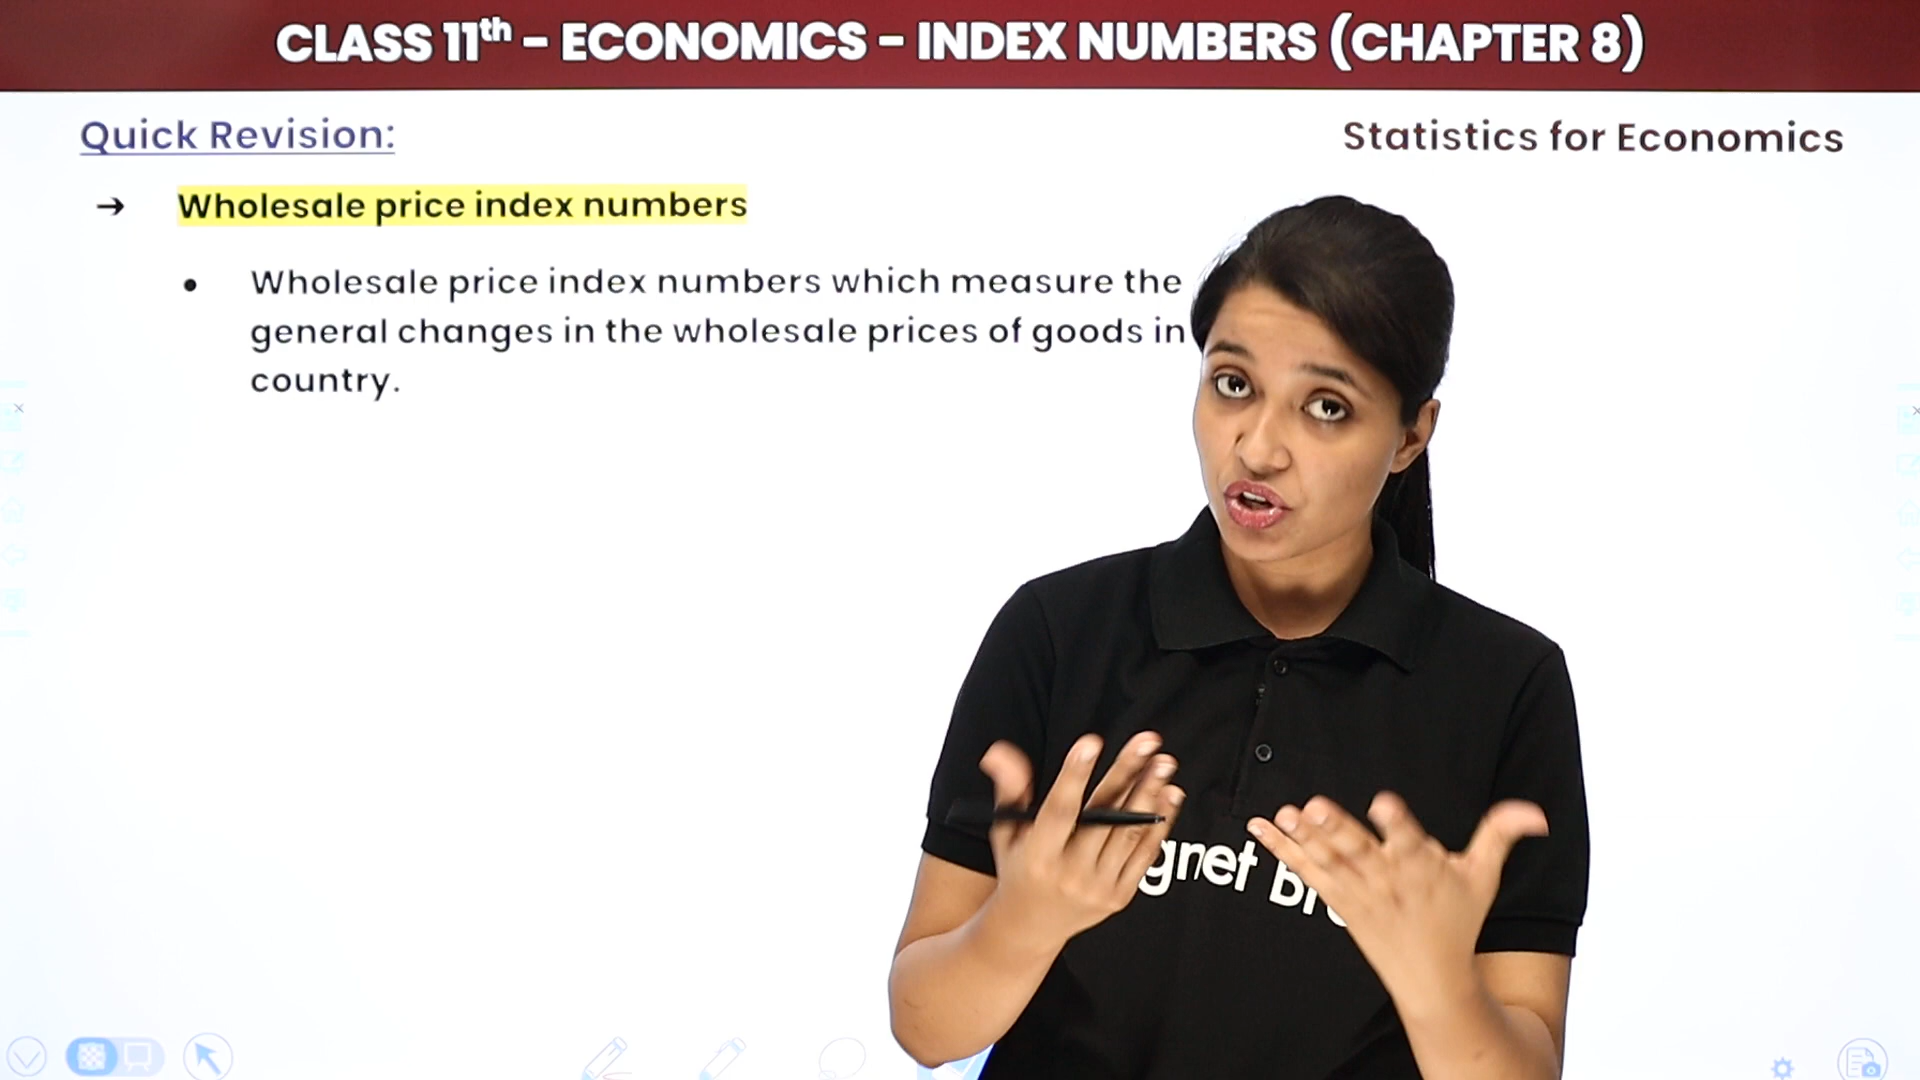 CLASS 11th - ECONOMICS - INDEX NUMBERS (CHAPTER 8)
Quick Revision:
Statistics for Economics
→ Wholesale price index numbers
• Wholesale price index numbers which measure the
general changes in the wholesale prices of goods in
country.
gnet Br